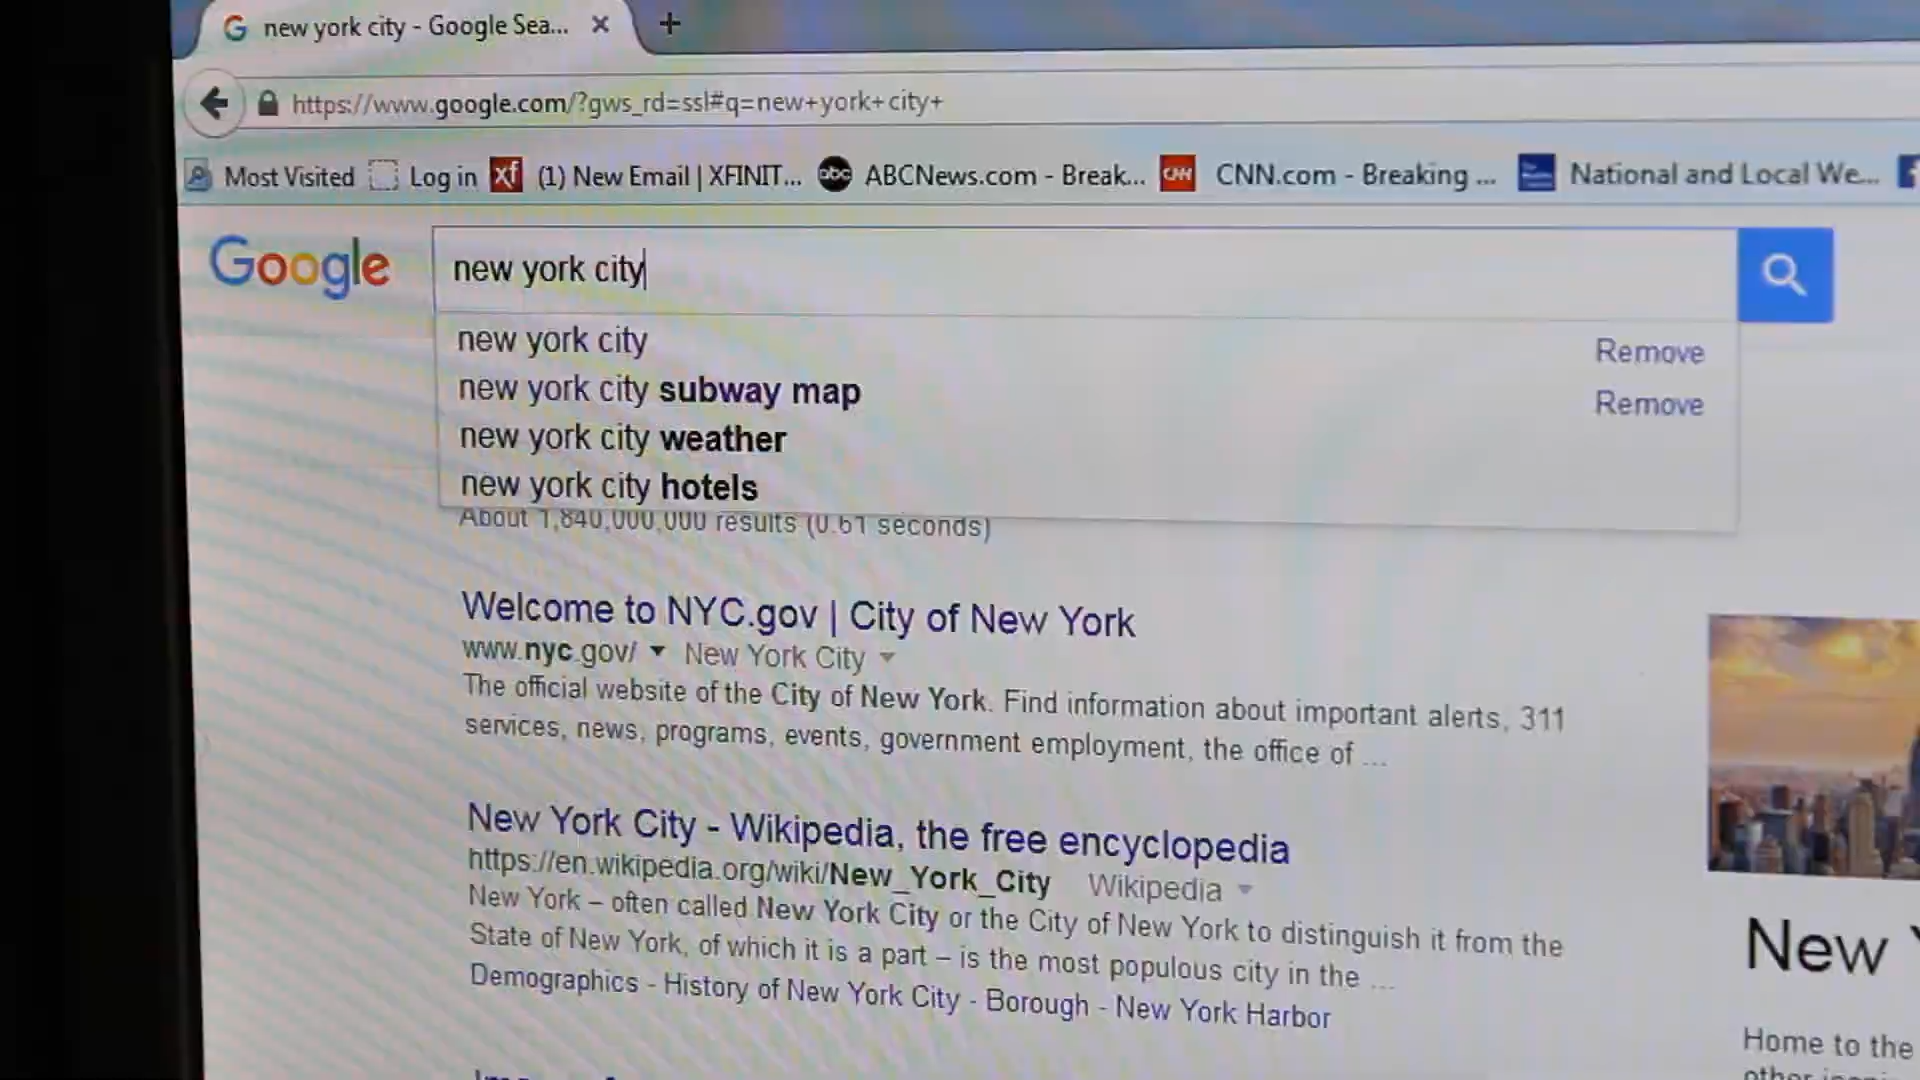 new york city - Google Sea...
https://www.google.com/?gws_rd=ssl#q=new+york+city+
Most Visited Log in xf (1) New Email | XFINIT... abc ABCNews.com - Break... CNN CNN.com - Breaking ... National and Local We...
Google new york city
new york city Remove
new york city subway map Remove
new york city weather
new york city hotels
About 1,840,000,000 results (0.61 seconds)
Welcome to NYC.gov | City of New York
www.nyc.gov/ New York City
The official website of the City of New York. Find information about important alerts, 311
services, news, programs, events, government employment, the office of ...
New York City - Wikipedia, the free encyclopedia
https://en.wikipedia.org/wiki/New_York_City Wikipedia
New York – often called New York City or the City of New York to distinguish it from the
State of New York, of which it is a part – is the most populous city in the ...
Demographics - History of New York City - Borough - New York Harbor
New
Home to the